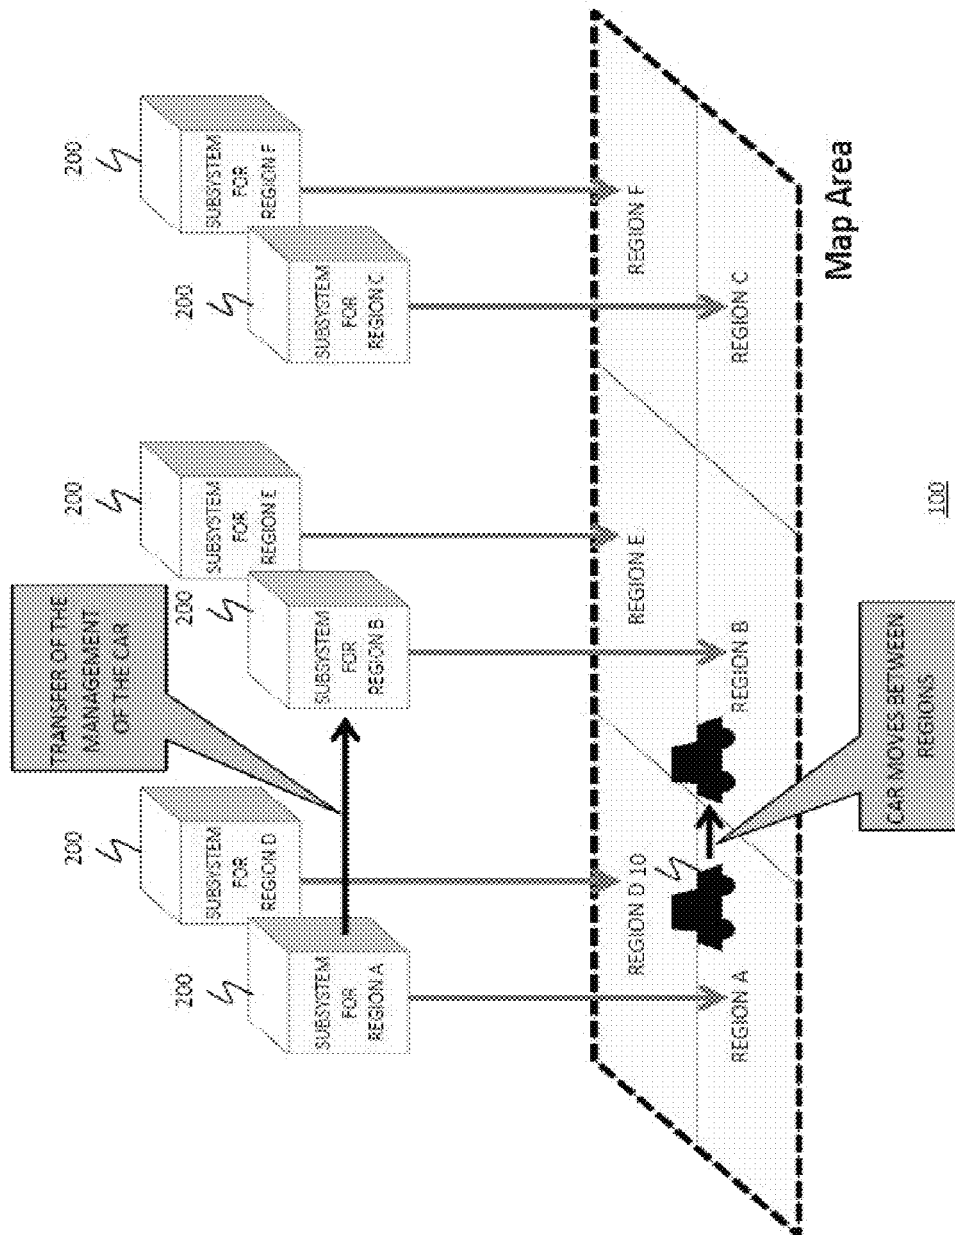 TRANSFER OF THE
MANAGEMENT
OF THE CAR
200
SUBSYSTEM
FOR
REGION D
200
SUBSYSTEM
FOR
REGION E
200
SUBSYSTEM
FOR
REGION F
200
SUBSYSTEM
FOR
REGION A
200
SUBSYSTEM
FOR
REGION B
200
SUBSYSTEM
FOR
REGION C
REGION D
10
REGION E
REGION F
REGION A
REGION B
REGION C
Map Area
CAR MOVES BETWEEN
REGIONS
100